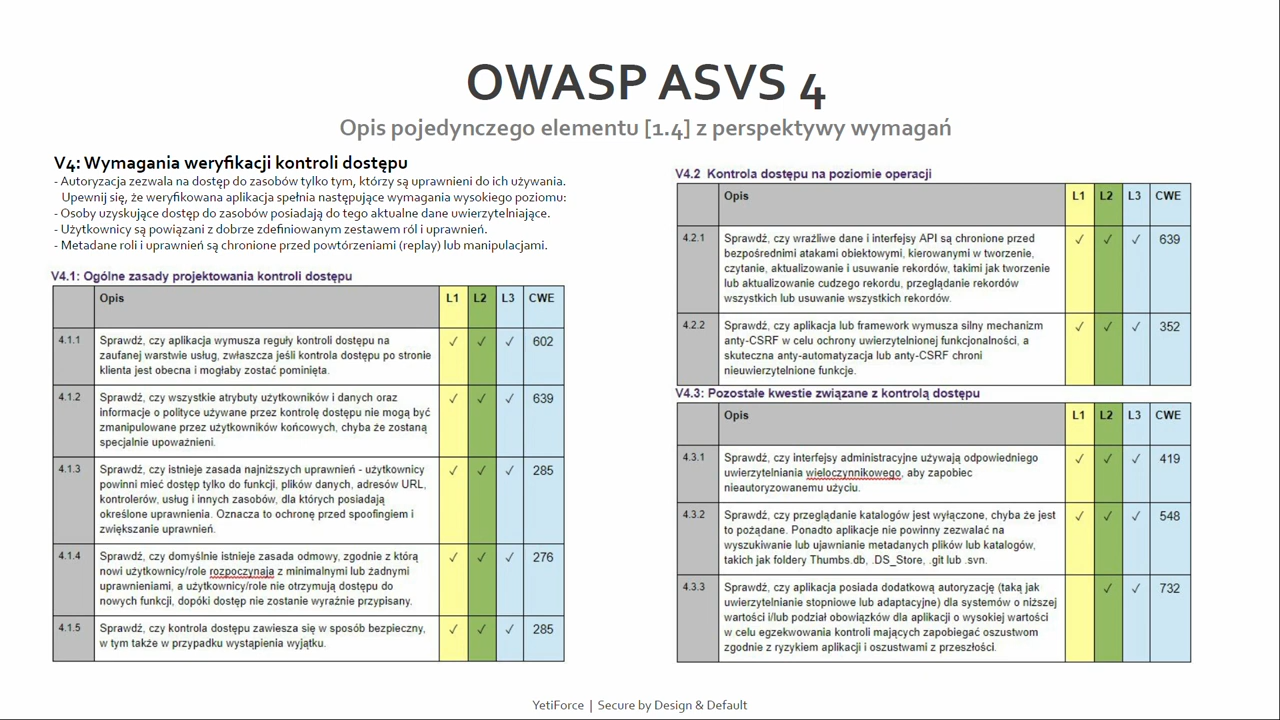 OWASP ASVS 4
Opis pojedynczego elementu [1.4] z perspektywy wymagań
V4: Wymagania weryfikacji kontroli dostępu
- Autoryzacja zezwala na dostęp do zasobów tylko tym, którzy są uprawnieni do ich używania.
Upewnij się, że weryfikowana aplikacja spełnia następujące wymagania wysokiego poziomu:
- Osoby uzyskujące dostęp do zasobów posiadają do tego aktualne dane uwierzytelniające.
- Użytkownicy są powiązani z dobrze zdefiniowanym zestawem ról i uprawnień.
- Metadane roli i uprawnień są chronione przed powtórzeniami (replay) lub manipulacjami.
V4.1: Ogólne zasady projektowania kontroli dostępu
Opis L1 L2 L3 CWE
4.1.1 Sprawdź, czy aplikacja wymusza reguły kontroli dostępu na ✓ ✓ ✓ 602
zaufanej warstwie usług, zwłaszcza jeśli kontrola dostępu po stronie
klienta jest obecna i mogłaby zostać pominięta.
4.1.2 Sprawdź, czy wszystkie atrybuty użytkowników i danych oraz ✓ ✓ ✓ 639
informacje o polityce używane przez kontrolę dostępu nie mogą być
zmanipulowane przez użytkowników końcowych, chyba że zostaną
specjalnie upoważnieni.
4.1.3 Sprawdź, czy istnieje zasada najniższych uprawnień - użytkownicy ✓ ✓ ✓ 285
powinni mieć dostęp tylko do funkcji, plików danych, adresów URL,
kontrolerów, usług i innych zasobów, dla których posiadają
określone uprawnienia. Oznacza to ochronę przed spoofingiem i
zwiększanie uprawnień.
4.1.4 Sprawdź, czy domyślnie istnieje zasada odmowy, zgodnie z którą ✓ ✓ ✓ 276
nowi użytkownicy/role rozpoczynaja z minimalnymi lub żadnymi
uprawnieniami, a użytkownicy/role nie otrzymują dostępu do
nowych funkcji, dopóki dostęp nie zostanie wyraźnie przypisany.
4.1.5 Sprawdź, czy kontrola dostępu zawiesza się w sposób bezpieczny, ✓ ✓ ✓ 285
w tym także w przypadku wystąpienia wyjątku.
V4.2 Kontrola dostępu na poziomie operacji
Opis L1 L2 L3 CWE
4.2.1 Sprawdź, czy wrażliwe dane i interfejsy API są chronione przed ✓ ✓ ✓ 639
bezpośrednimi atakami obiektowymi, kierowanymi w tworzenie,
czytanie, aktualizowanie i usuwanie rekordów, takimi jak tworzenie
lub aktualizowanie cudzego rekordu, przeglądanie rekordów
wszystkich lub usuwanie wszystkich rekordów.
4.2.2 Sprawdź, czy aplikacja lub framework wymusza silny mechanizm ✓ ✓ ✓ 352
anty-CSRF w celu ochrony uwierzytelnionej funkcjonalności, a
skuteczna anty-automatyzacja lub anty-CSRF chroni
nieuwierzytelnione funkcje.
V4.3: Pozostałe kwestie związane z kontrolą dostępu
Opis L1 L2 L3 CWE
4.3.1 Sprawdź, czy interfejsy administracyjne używają odpowiedniego ✓ ✓ ✓ 419
uwierzytelniania wieloczynnikowego, aby zapobiec
nieautoryzowanemu użyciu.
4.3.2 Sprawdź, czy przeglądanie katalogów jest wyłączone, chyba że jest ✓ ✓ ✓ 548
to pożądane. Ponadto aplikacje nie powinny zezwalać na
wyszukiwanie lub ujawnianie metadanych plików lub katalogów,
takich jak foldery Thumbs.db, .DS_Store, .git lub .svn.
4.3.3 Sprawdź, czy aplikacja posiada dodatkową autoryzację (taką jak ✓ ✓ 732
uwierzytelnianie stopniowe lub adaptacyjne) dla systemów o niższej
wartości i/lub podział obowiązków dla aplikacji o wysokiej wartości
w celu egzekwowania kontroli mających zapobiegać oszustwom
zgodnie z ryzykiem aplikacji i oszustwami z przeszłości.
YetiForce | Secure by Design & Default